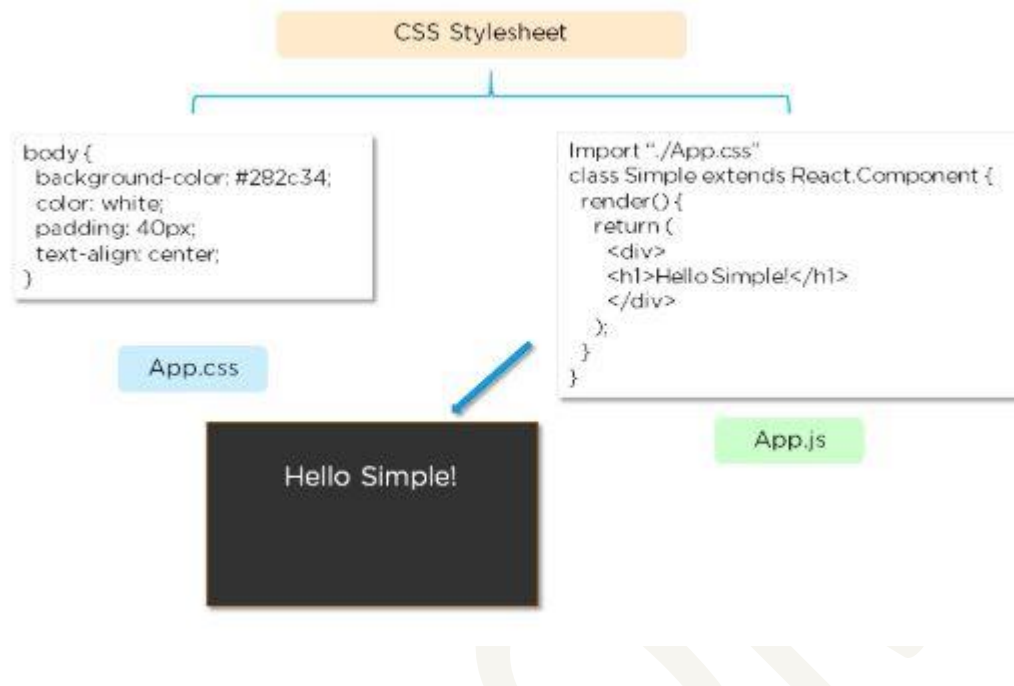 CSS Stylesheet
body {
background-color: #282c34;
color: white;
padding: 40px;
text-align: center;
}
App.css
Import “./App.css”
class Simple extends React.Component {
render() {
return (
<div>
<h1>Hello Simple!</h1>
</div>
);
}
}
App.js
Hello Simple!